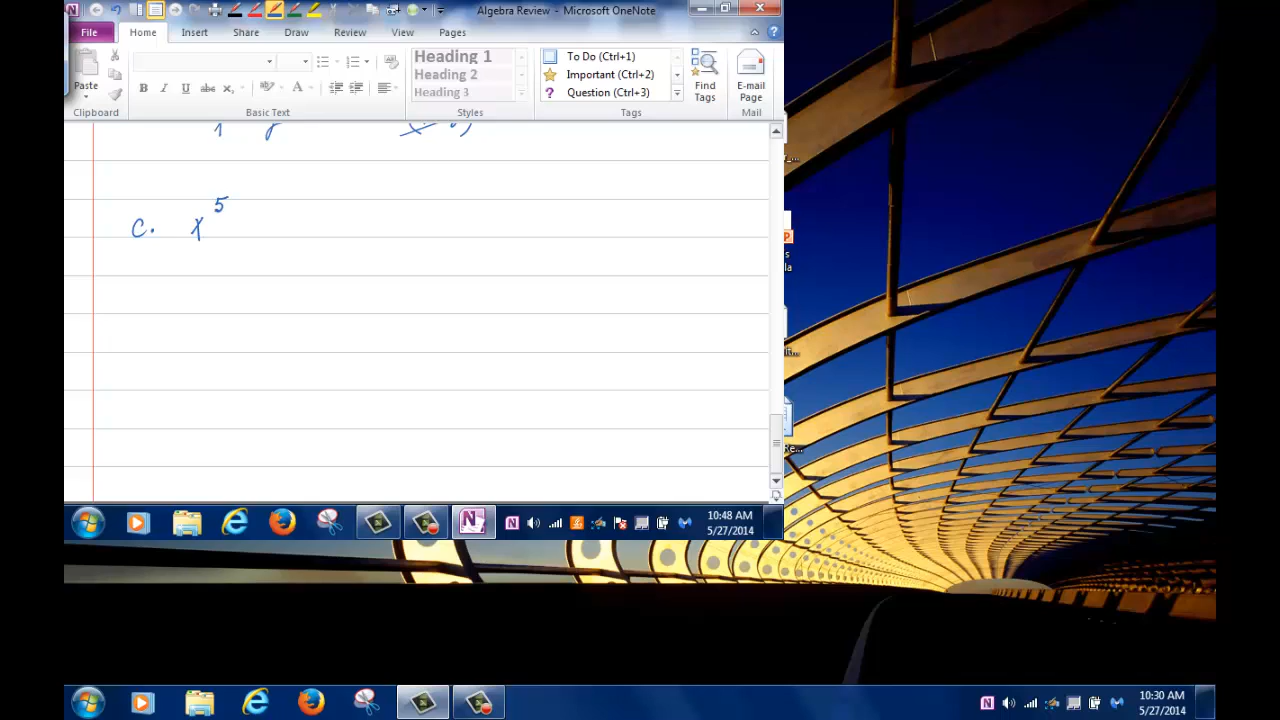 Algebra Review - Microsoft OneNote
File Home Insert Share Draw Review View Pages
Paste
Heading 1
Heading 2
Heading 3
To Do (Ctrl+1)
Important (Ctrl+2)
Question (Ctrl+3)
Find Tags
E-mail Page
Clipboard Basic Text Styles Tags Mail
c. x⁵
10:48 AM
5/27/2014
10:30 AM
5/27/2014